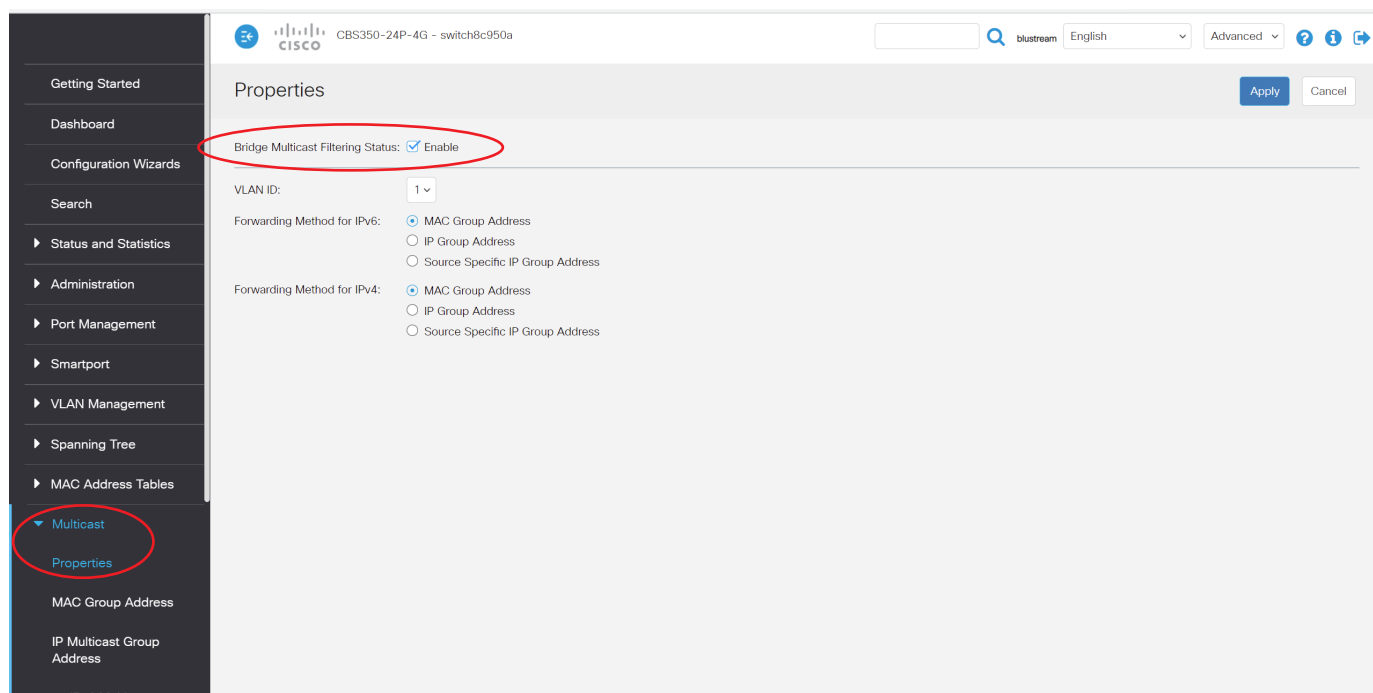 CISCO
CBS350-24P-4G - switch8c950a
blustream
English
Advanced
Getting Started
Dashboard
Configuration Wizards
Search
Status and Statistics
Administration
Port Management
Smartport
VLAN Management
Spanning Tree
MAC Address Tables
Multicast
Properties
MAC Group Address
IP Multicast Group
Address
Properties
Apply
Cancel
Bridge Multicast Filtering Status: Enable
VLAN ID: 1
Forwarding Method for IPv6: MAC Group Address
IP Group Address
Source Specific IP Group Address
Forwarding Method for IPv4: MAC Group Address
IP Group Address
Source Specific IP Group Address